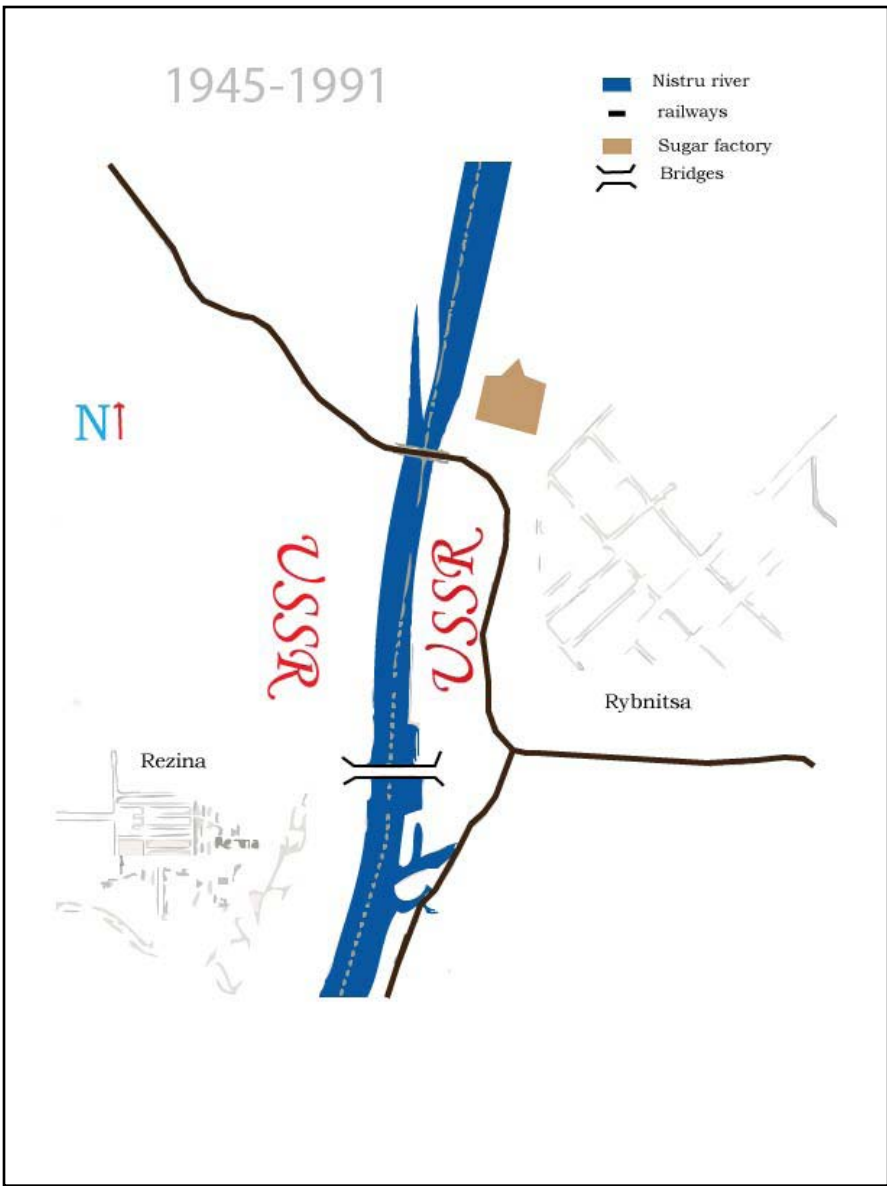 1945-1991
Nistru river
railways
Sugar factory
Bridges
N
USSR
USSR
Rybnitsa
Rezina